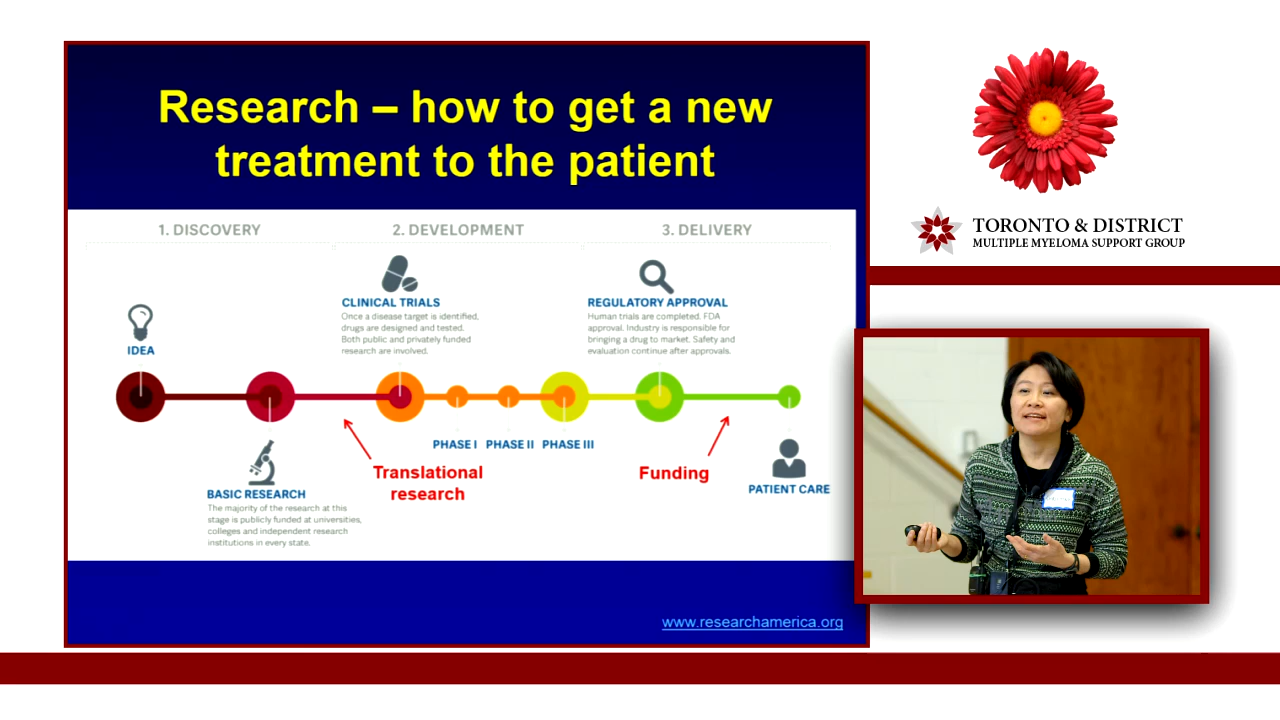 Research – how to get a new
treatment to the patient
1. DISCOVERY
2. DEVELOPMENT
3. DELIVERY
IDEA
CLINICAL TRIALS
Once a disease target is identified,
drugs are designed and tested.
Both public and privately funded
research are involved.
REGULATORY APPROVAL
Human trials are completed. FDA
approval. Industry is responsible for
bringing a drug to market. Safety and
evaluation continue after approvals.
PHASE I PHASE II PHASE III
Translational
research
Funding
BASIC RESEARCH
The majority of the research at this
stage is publicly funded at universities,
colleges and independent research
institutions in every state.
PATIENT CARE
www.researchamerica.org
TORONTO & DISTRICT
MULTIPLE MYELOMA SUPPORT GROUP